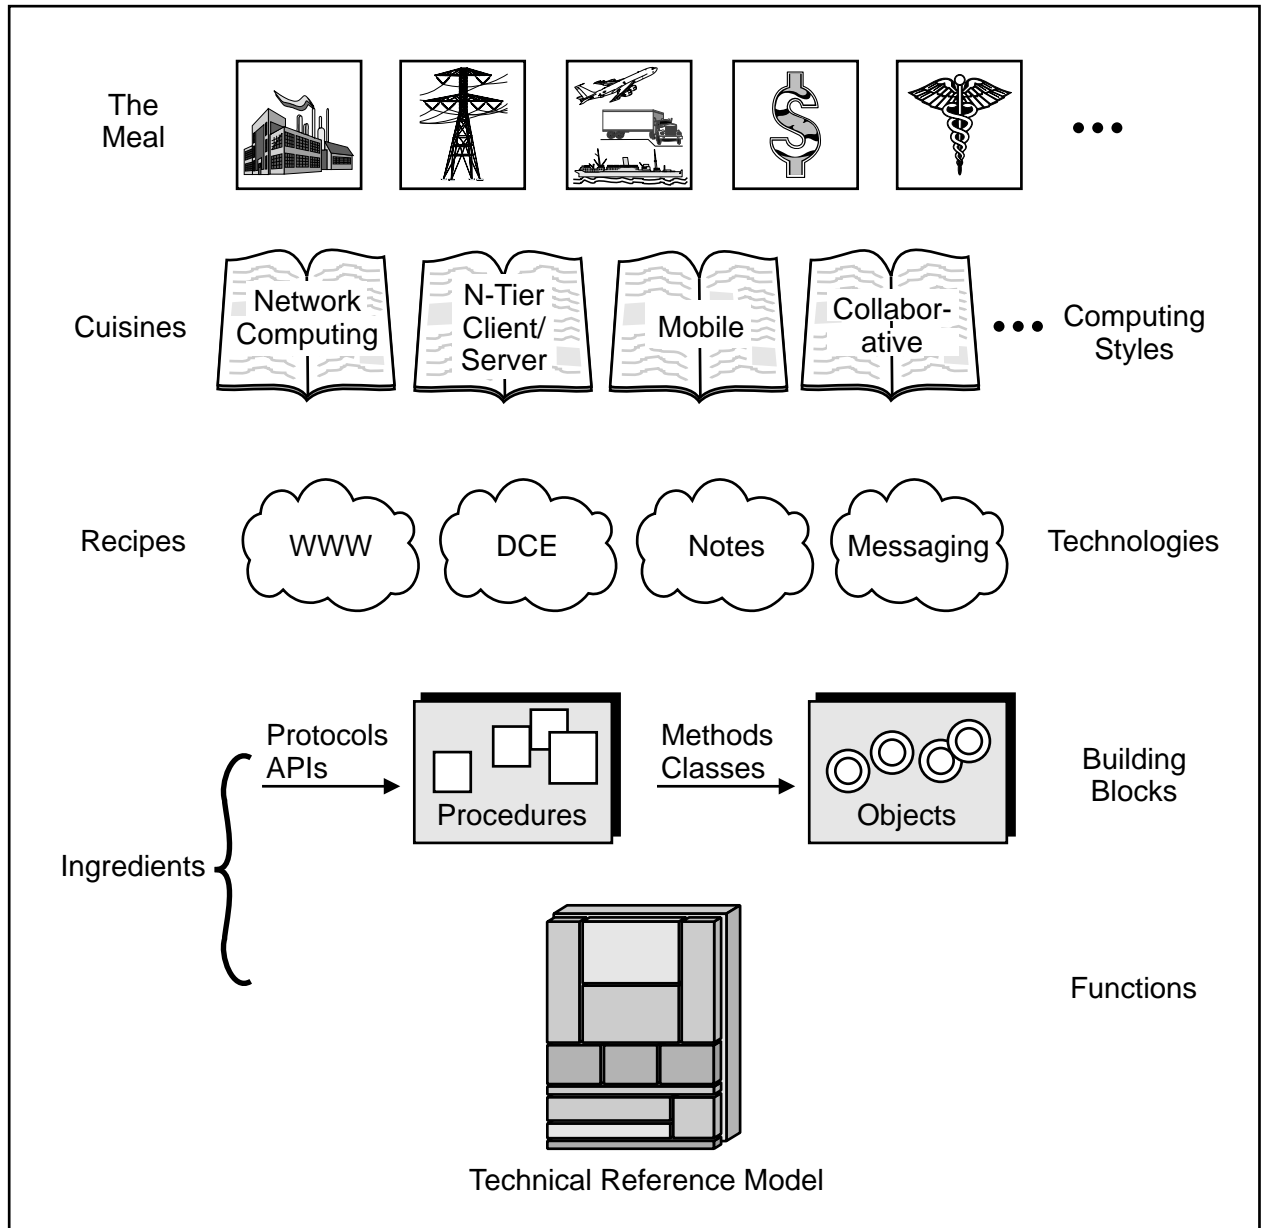 The
Meal
Cuisines
Network
Computing
N-Tier
Client/
Server
Mobile
Collabor-
ative
Computing
Styles
Recipes
WWW
DCE
Notes
Messaging
Technologies
Ingredients
Protocols
APIs
Procedures
Methods
Classes
Objects
Building
Blocks
Functions
Technical Reference Model